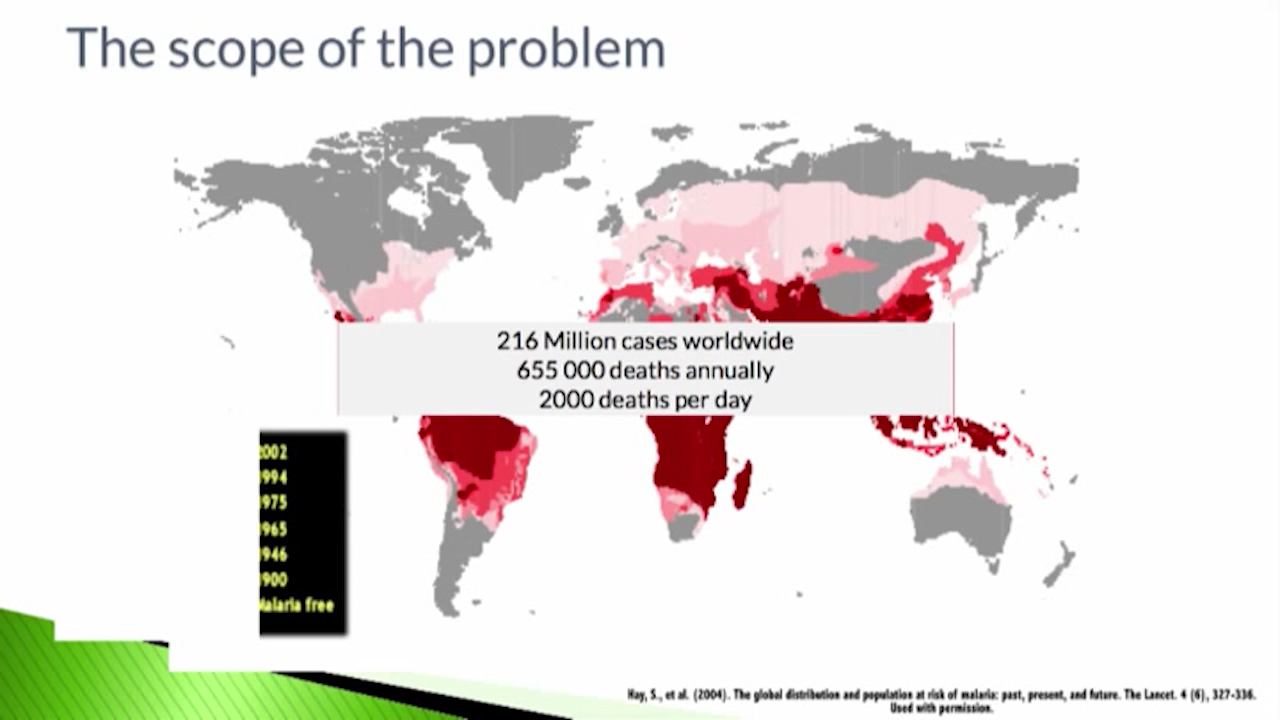 The scope of the problem
216 Million cases worldwide
655 000 deaths annually
2000 deaths per day
2002
1994
1975
1965
1946
1900
Malaria free
Hay, S., et al. (2004). The global distribution and population at risk of malaria: past, present, and future. The Lancet. 4 (6), 327-336.
Used with permission.